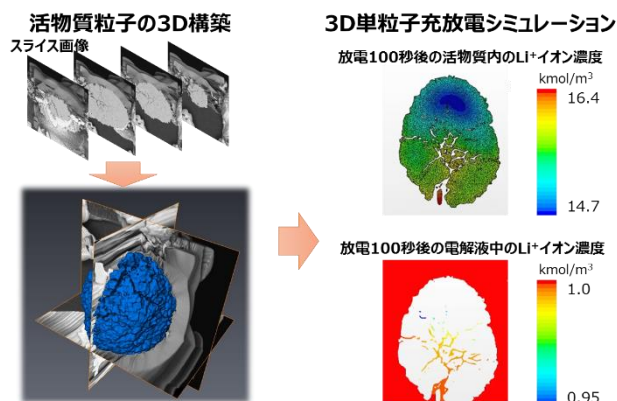 活物質粒子の3D構築
スライス画像
3D単粒子充放電シミュレーション
放電100秒後の活物質内のLi⁺イオン濃度
kmol/m³
16.4
14.7
放電100秒後の電解液中のLi⁺イオン濃度
kmol/m³
1.0
0.95